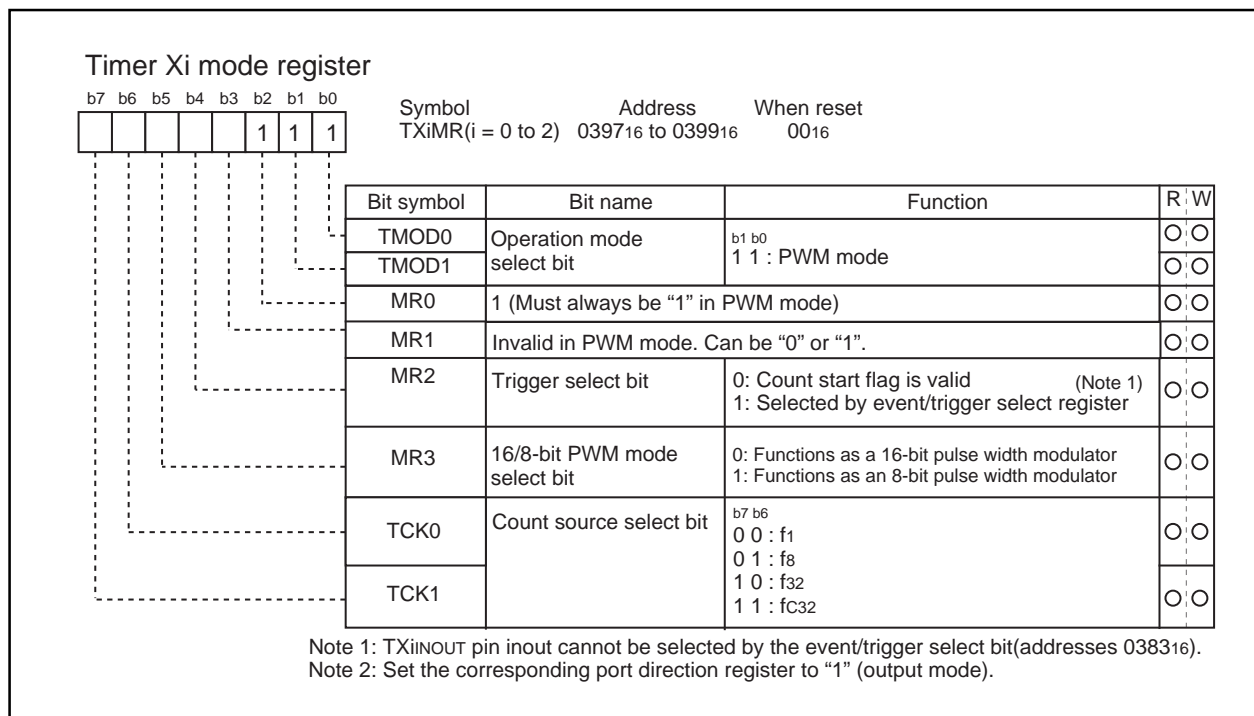 Timer Xi mode register
b7 b6 b5 b4 b3 b2 b1 b0
1 1 1
Symbol Address When reset
TXiMR(i = 0 to 2) 039716 to 039916 0016
Bit symbol Bit name Function R W
TMOD0 Operation mode b1 b0
TMOD1 select bit 1 1 : PWM mode
MR0 1 (Must always be “1” in PWM mode)
MR1 Invalid in PWM mode. Can be “0” or “1”.
MR2 Trigger select bit 0: Count start flag is valid (Note 1)
1: Selected by event/trigger select register
MR3 16/8-bit PWM mode 0: Functions as a 16-bit pulse width modulator
select bit 1: Functions as an 8-bit pulse width modulator
TCK0 Count source select bit b7 b6
0 0 : f1
0 1 : f8
TCK1 1 0 : f32
1 1 : fC32
Note 1: TXiINOUT pin inout cannot be selected by the event/trigger select bit(addresses 038316).
Note 2: Set the corresponding port direction register to “1” (output mode).